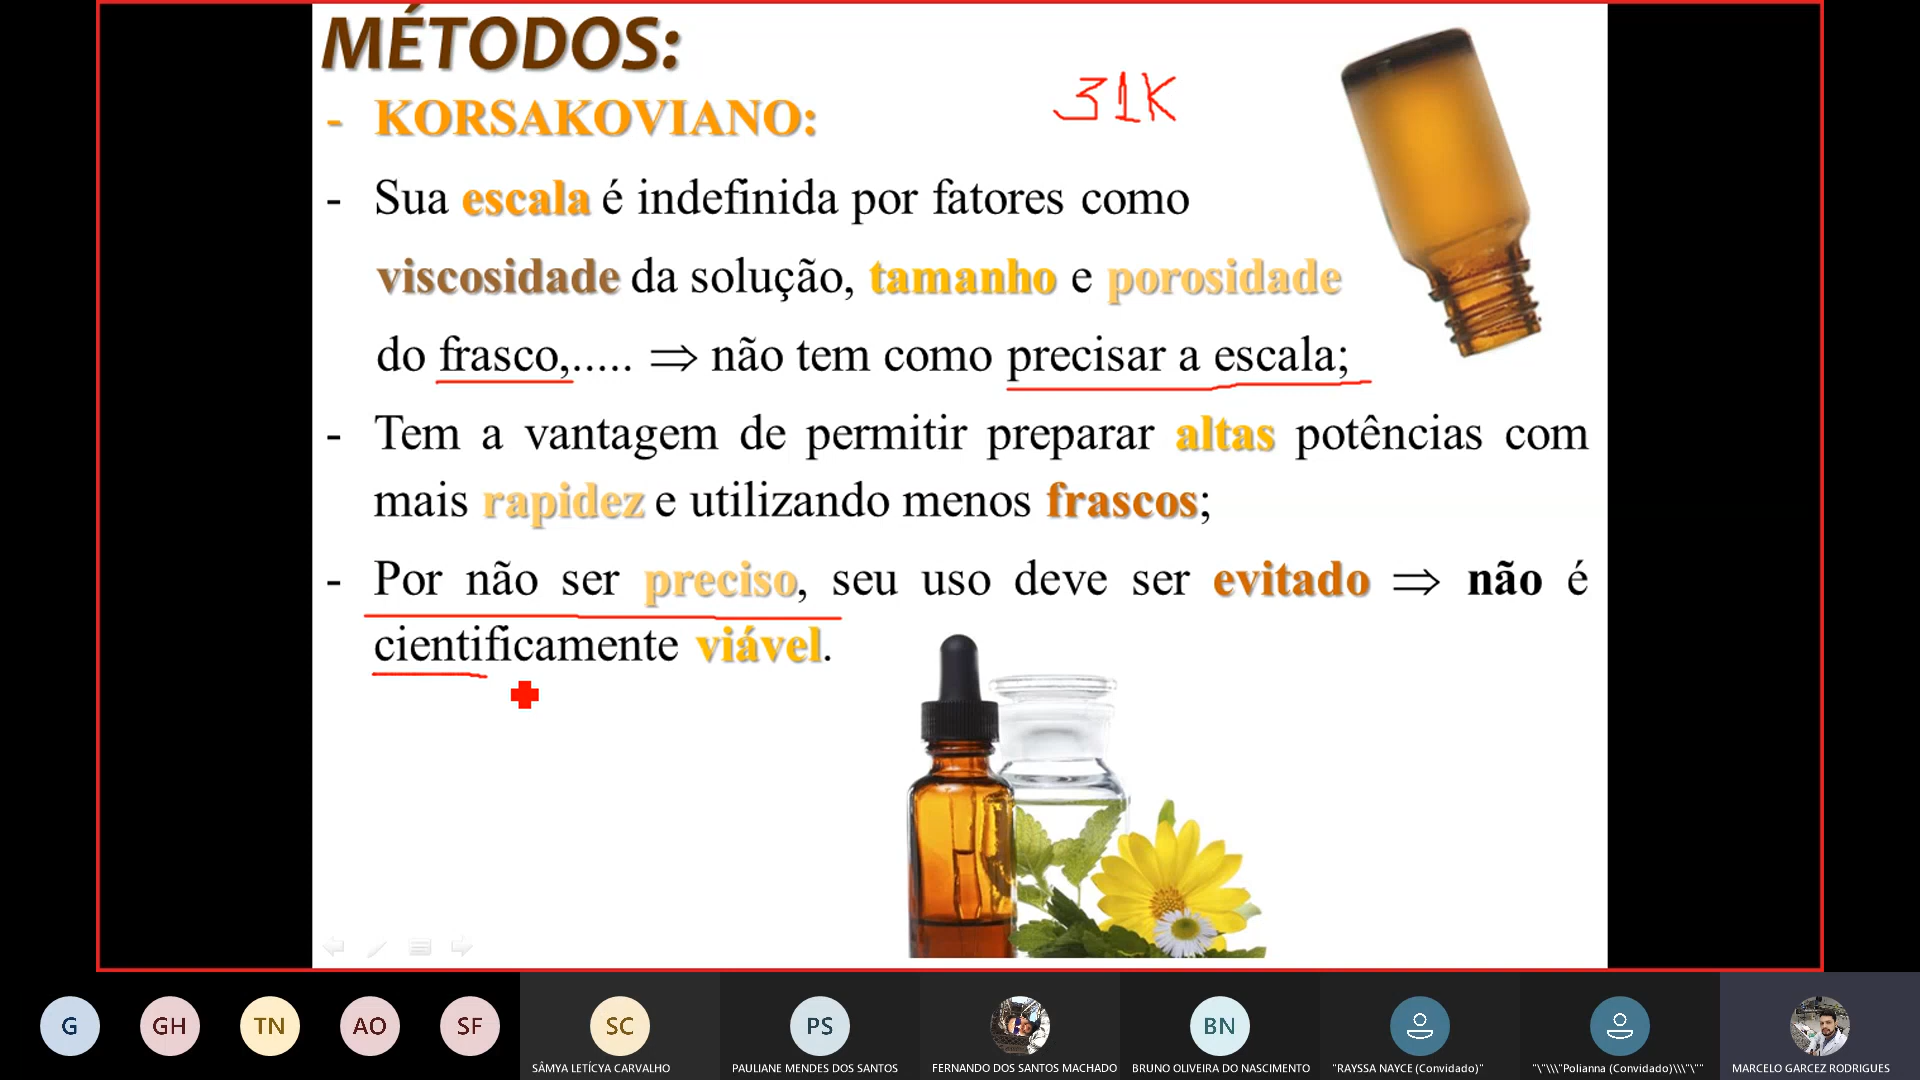 MÉTODOS:
31K
- KORSAKOVIANO:
- Sua escala é indefinida por fatores como
viscosidade da solução, tamanho e porosidade
do frasco,..... ⇒ não tem como precisar a escala;
- Tem a vantagem de permitir preparar altas potências com
mais rapidez e utilizando menos frascos;
- Por não ser preciso, seu uso deve ser evitado ⇒ não é
cientificamente viável.
G GH TN AO SF SC PS BN
SÂMYA LETÍCYA CARVALHO PAULIANE MENDES DOS SANTOS FERNANDO DOS SANTOS MACHADO BRUNO OLIVEIRA DO NASCIMENTO "RAYSSA NAYCE (Convidado)" "\"\\\"Polianna (Convidado)\\\"\"" MARCELO GARCEZ RODRIGUES